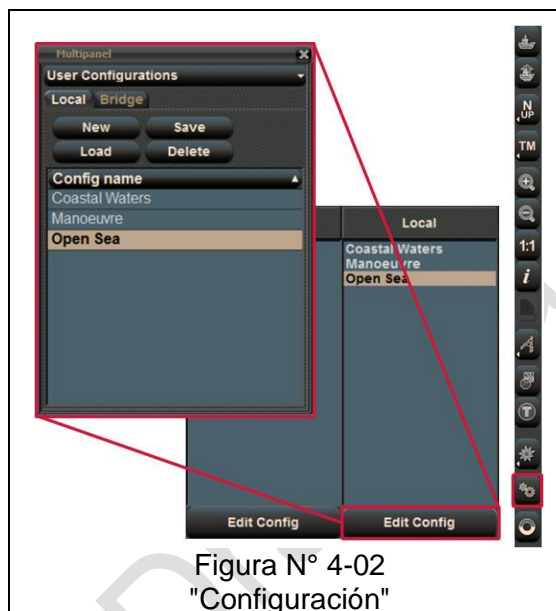 Multipanel
User Configurations
Local Bridge
New Save
Load Delete
Config name
Coastal Waters
Manoeuvre
Open Sea
Local
Coastal Waters
Manoeuvre
Open Sea
Edit Config Edit Config
N
UP
TM
1:1
i
A
T
Figura N° 4-02
"Configuración"